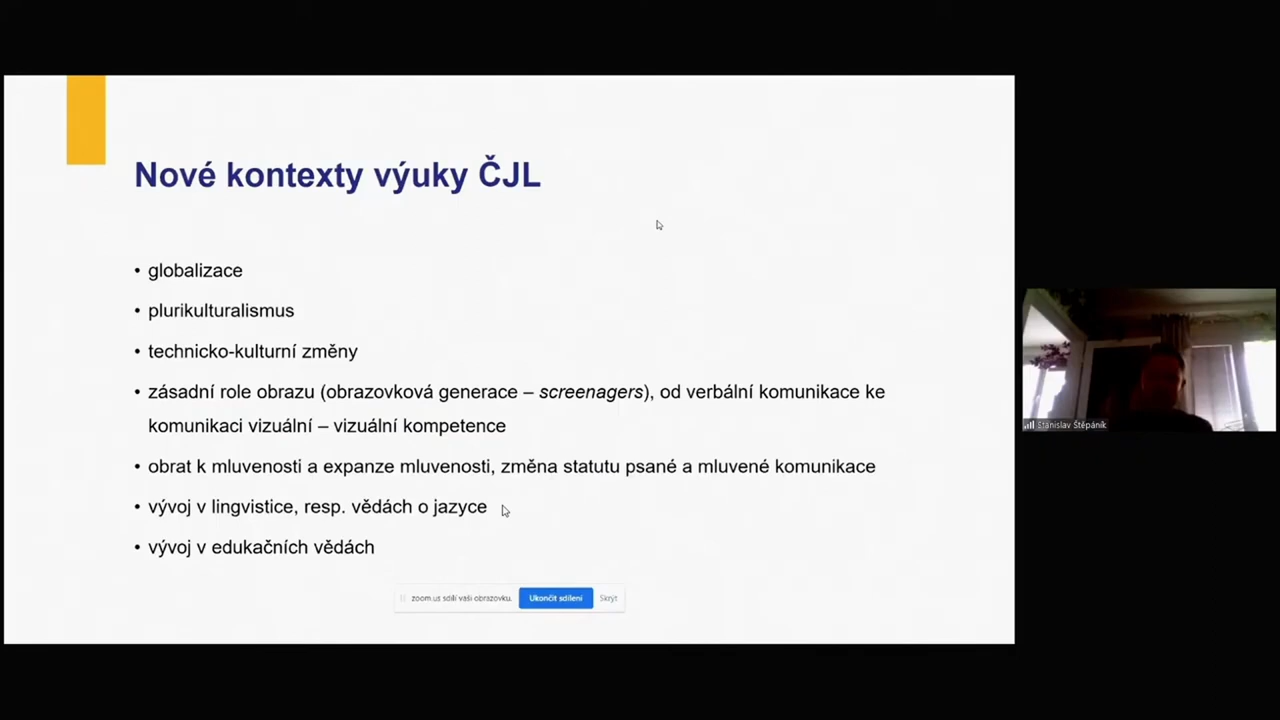 Nové kontexty výuky ČJL
• globalizace
• plurikulturalismus
• technicko-kulturní změny
• zásadní role obrazu (obrazovková generace – screenagers), od verbální komunikace ke
komunikaci vizuální – vizuální kompetence
• obrat k mluvenosti a expanze mluvenosti, změna statutu psané a mluvené komunikace
• vývoj v lingvistice, resp. vědách o jazyce
• vývoj v edukačních vědách
zoom.us sdílí vaši obrazovku. Ukončit sdílení Skrýt
Stanislav Štěpáník